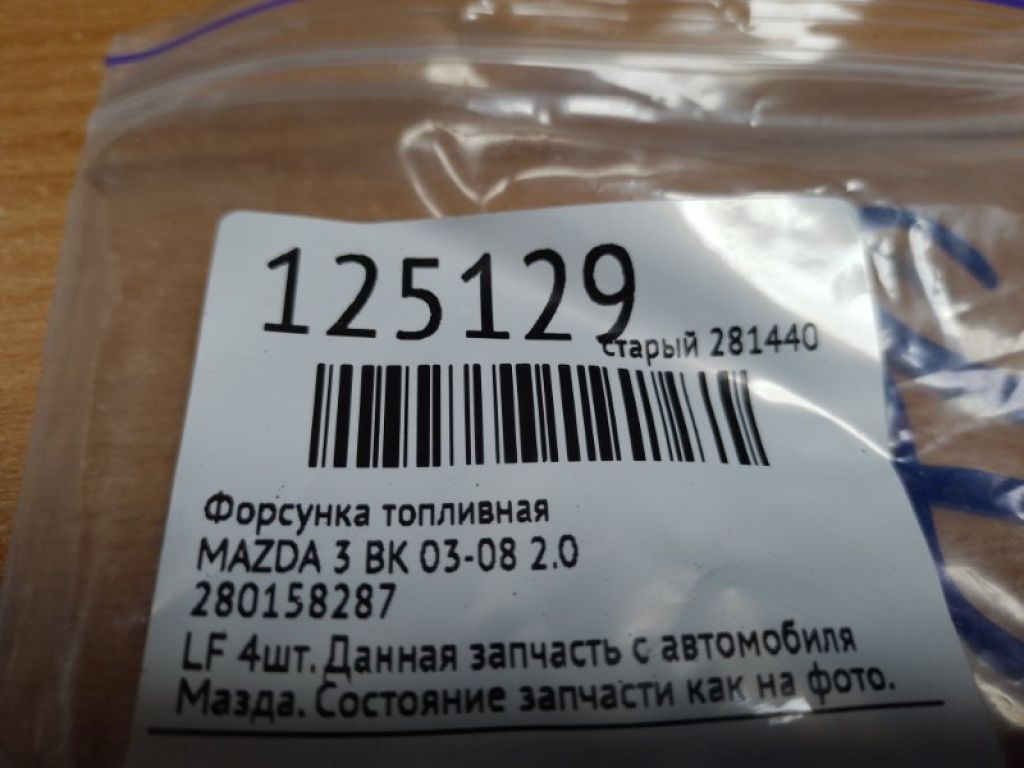 125129
старый 281440
Форсунка топливная
MAZDA 3 BK 03-08 2.0
280158287
LF 4шт. Данная запчасть с автомобиля
Мазда. Состояние запчасти как на фото.